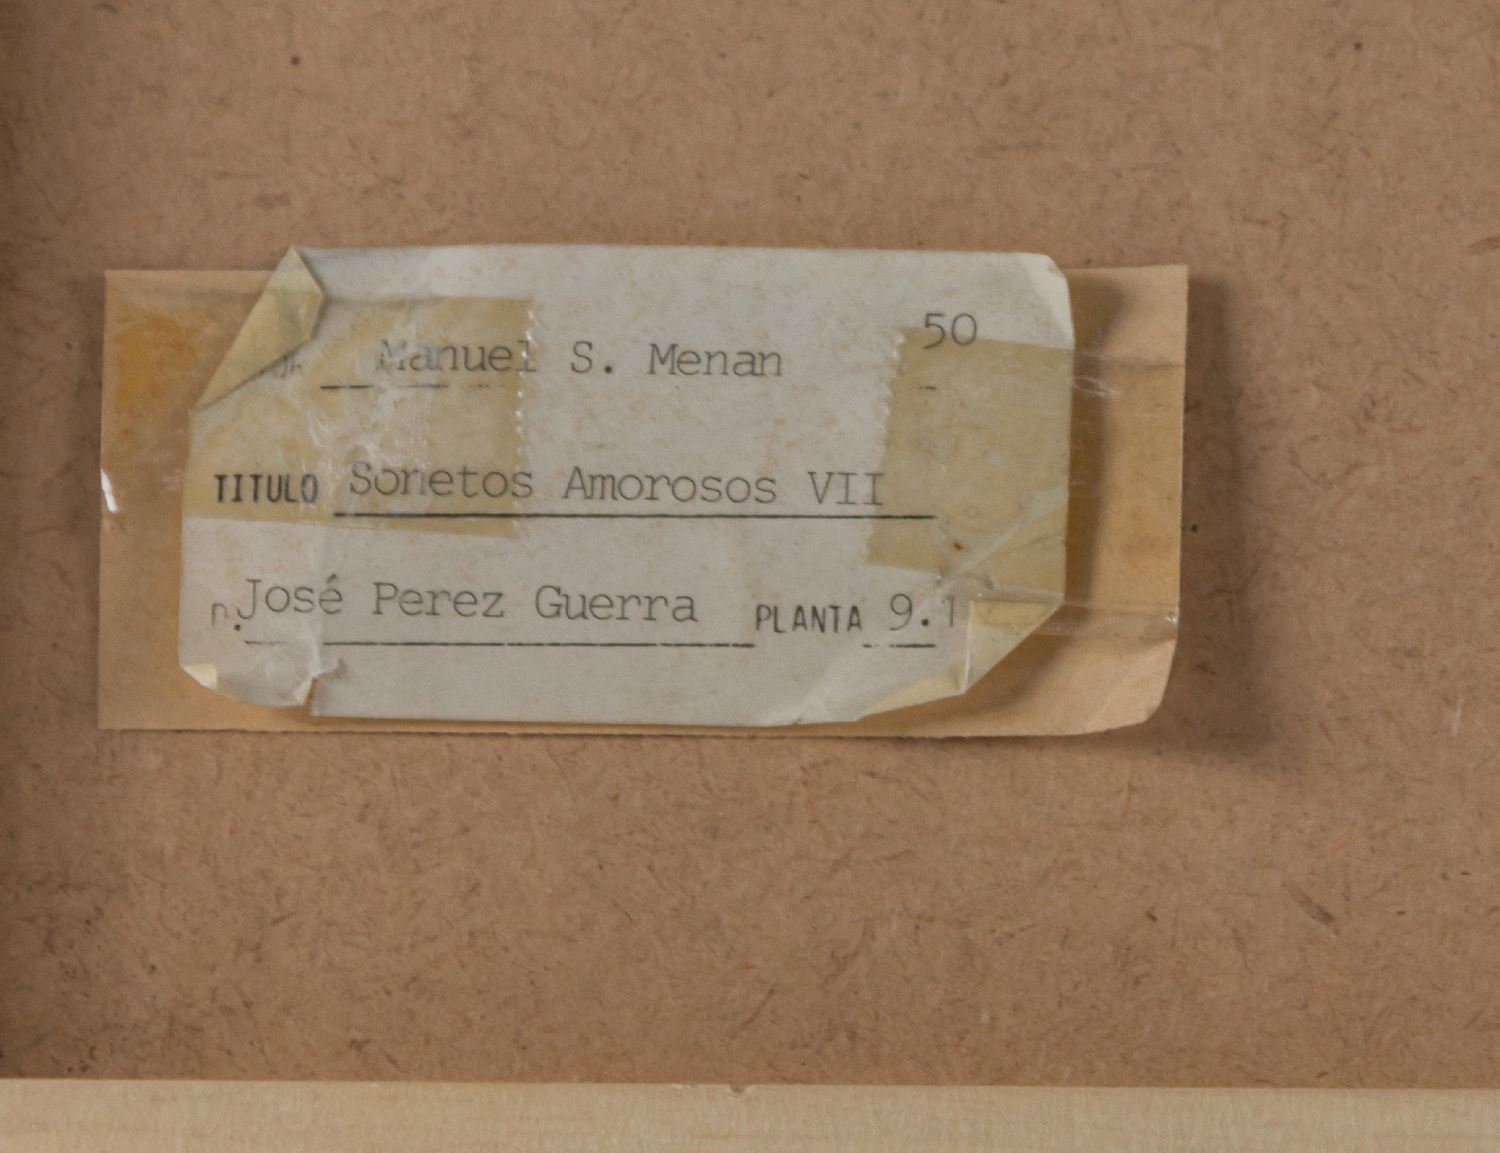 Manuel S. Menan 50
TITULO Sonetos Amorosos VII
D. José Perez Guerra PLANTA 9.1